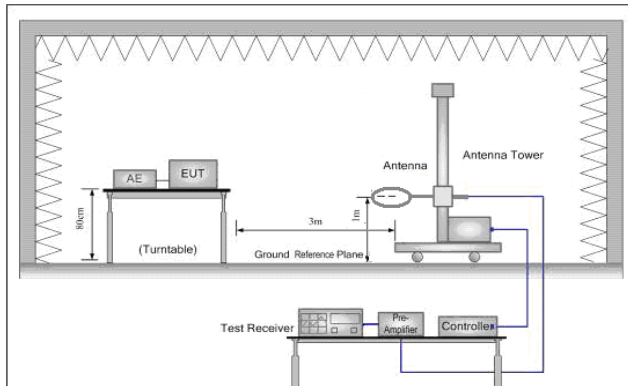 Antenna
Antenna Tower
AE
EUT
80cm
(Turntable)
3m
1m
Ground Reference Plane
Test Receiver
Pre-
Amplifier
Controller